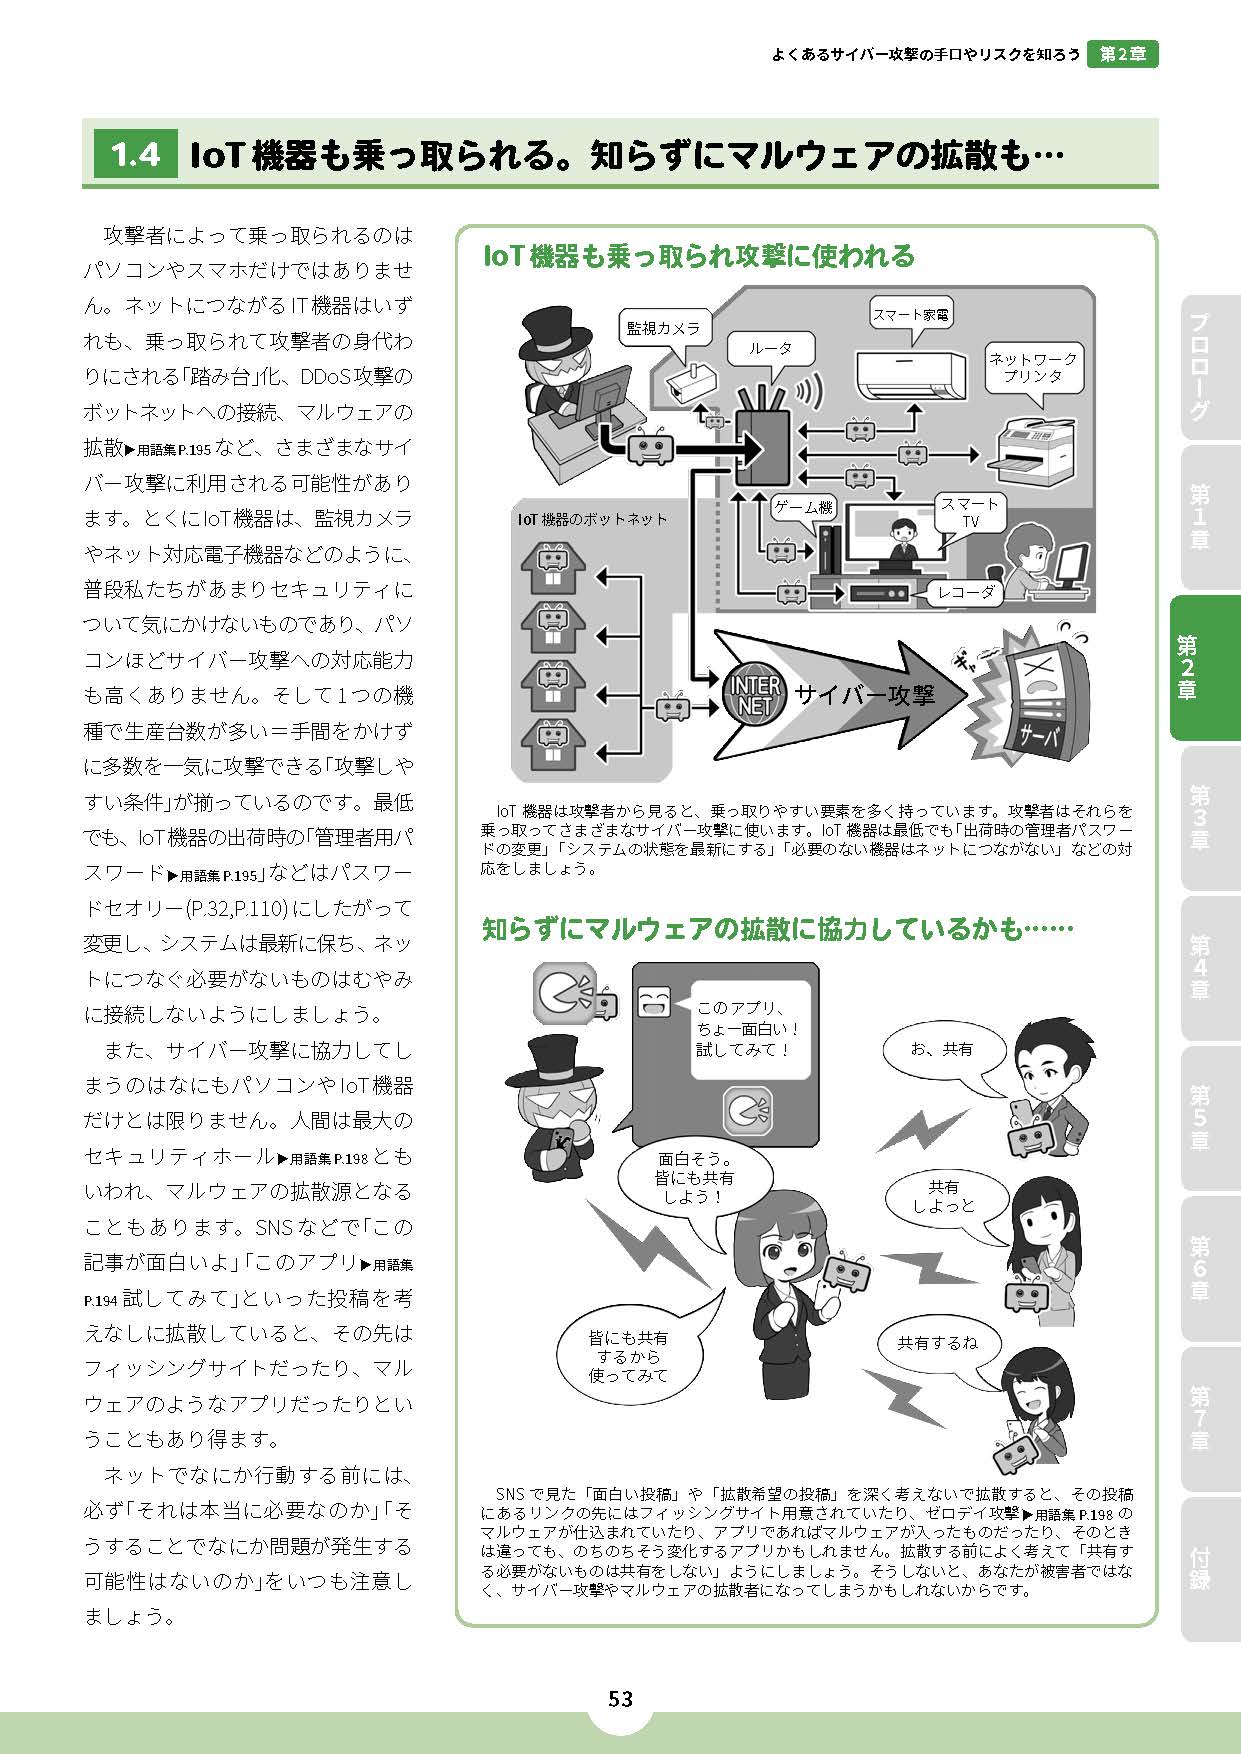 よくあるサイバー攻撃の手口やリスクを知ろう 第2章
1.4 IoT機器も乗っ取られる。知らずにマルウェアの拡散も…
攻撃者によって乗っ取られるのは
パソコンやスマホだけではありませ
ん。ネットにつながるIT機器はいず
れも、乗っ取られて攻撃者の身代わ
りにされる「踏み台」化、DDoS攻撃の
ボットネットへの接続、マルウェアの
拡散▶用語集P.195など、さまざまなサイ
バー攻撃に利用される可能性があり
ます。とくにIoT機器は、監視カメラ
やネット対応電子機器などのように、
普段私たちがあまりセキュリティに
ついて気にかけないものであり、パソ
コンほどサイバー攻撃への対応能力
も高くありません。そして1つの機
種で生産台数が多い＝手間をかけず
に多数を一気に攻撃できる「攻撃しや
すい条件」が揃っているのです。最低
でも、IoT機器の出荷時の「管理者用パ
スワード▶用語集P.195」などはパスワー
ドセオリー(P.32,P.110)にしたがって
変更し、システムは最新に保ち、ネッ
トにつなぐ必要がないものはむやみ
に接続しないようにしましょう。
また、サイバー攻撃に協力してし
まうのはなにもパソコンやIoT機器
だけとは限りません。人間は最大の
セキュリティホール▶用語集P.198とも
いわれ、マルウェアの拡散源となる
こともあります。SNSなどで「この
記事が面白いよ」「このアプリ▶用語集
P.194試してみて」といった投稿を考
えなしに拡散していると、その先は
フィッシングサイトだったり、マル
ウェアのようなアプリだったりとい
うこともあり得ます。
ネットでなにか行動する前には、
必ず「それは本当に必要なのか」「そ
うすることでなにか問題が発生する
可能性はないのか」をいつも注意し
ましょう。
IoT機器も乗っ取られ攻撃に使われる
監視カメラ
ルータ
スマート家電
ネットワーク
プリンタ
IoT機器のボットネット
ゲーム機
スマート
TV
レコーダ
INTER
NET
サイバー攻撃
ギャー
サーバ
IoT機器は攻撃者から見ると、乗っ取りやすい要素を多く持っています。攻撃者はそれらを
乗っ取ってさまざまなサイバー攻撃に使います。IoT機器は最低でも「出荷時の管理者パスワー
ドの変更」「システムの状態を最新にする」「必要のない機器はネットにつながない」などの対
応をしましょう。
知らずにマルウェアの拡散に協力しているかも……
このアプリ、
ちょー面白い！
試してみて！
お、共有
面白そう。
皆にも共有
しよう！
共有
しよっと
皆にも共有
するから
使ってみて
共有するね
SNSで見た「面白い投稿」や「拡散希望の投稿」を深く考えないで拡散すると、その投稿
にあるリンクの先にはフィッシングサイト用意されていたり、ゼロデイ攻撃▶用語集P.198の
マルウェアが仕込まれていたり、アプリであればマルウェアが入ったものだったり、そのとき
は違っても、のちのちそう変化するアプリかもしれません。拡散する前によく考えて「共有す
る必要がないものは共有をしない」ようにしましょう。そうしないと、あなたが被害者ではな
く、サイバー攻撃やマルウェアの拡散者になってしまうかもしれないからです。
プロローグ
第1章
第2章
第3章
第4章
第5章
第6章
第7章
付録
53